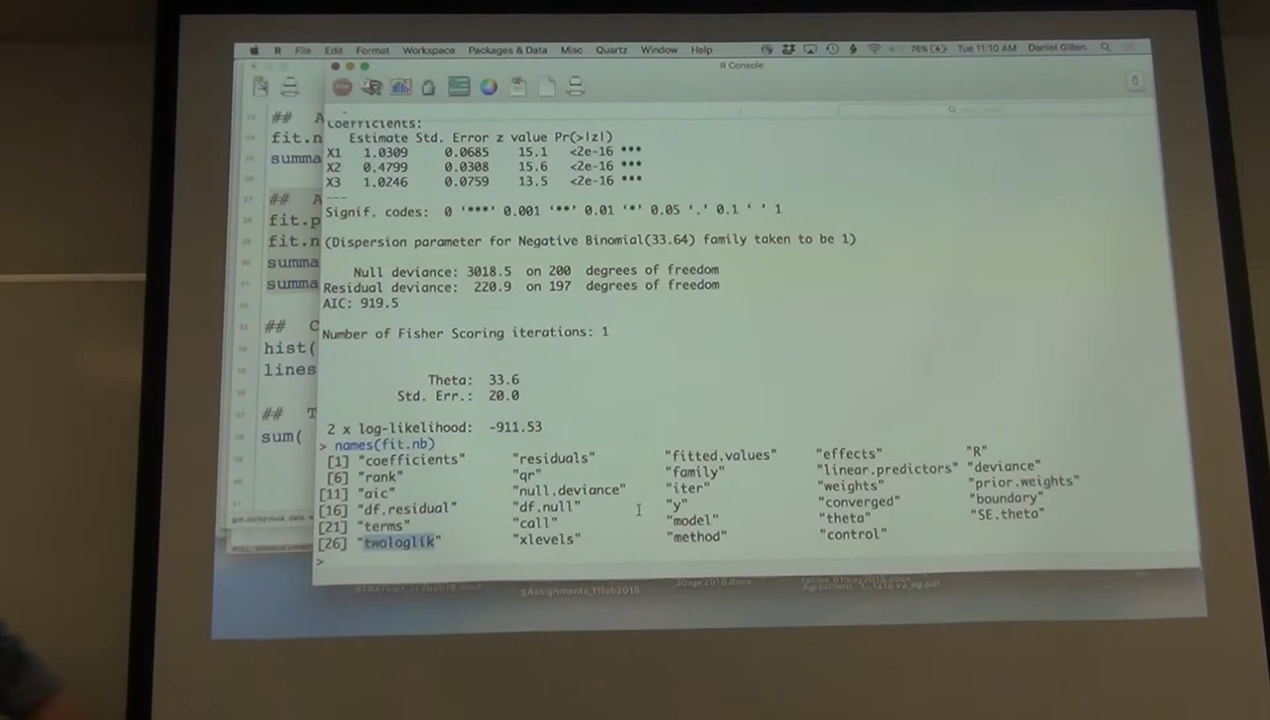 R File Edit Format Workspace Packages & Data Misc Quartz Window Help 76% Tue 11:10 AM Daniel Gillen
R Console
## A
fit.n
summa
## A
fit.p
fit.n
summa
summa
## C
hist(
lines
## T
sum(
Coefficients:
Estimate Std. Error z value Pr(>|z|)
X1 1.0309 0.0685 15.1 <2e-16 ***
X2 0.4799 0.0308 15.6 <2e-16 ***
X3 1.0246 0.0759 13.5 <2e-16 ***
---
Signif. codes: 0 ‘***’ 0.001 ‘**’ 0.01 ‘*’ 0.05 ‘.’ 0.1 ‘ ’ 1
(Dispersion parameter for Negative Binomial(33.64) family taken to be 1)
Null deviance: 3018.5 on 200 degrees of freedom
Residual deviance: 220.9 on 197 degrees of freedom
AIC: 919.5
Number of Fisher Scoring iterations: 1
Theta: 33.6
Std. Err.: 20.0
2 x log-likelihood: -911.53
> names(fit.nb)
[1] "coefficients" "residuals" "fitted.values" "effects" "R"
[6] "rank" "qr" "family" "linear.predictors" "deviance"
[11] "aic" "null.deviance" "iter" "weights" "prior.weights"
[16] "df.residual" "df.null" "y" "converged" "boundary"
[21] "terms" "call" "model" "theta" "SE.theta"
[26] "twologlik" "xlevels" "method" "control"
>